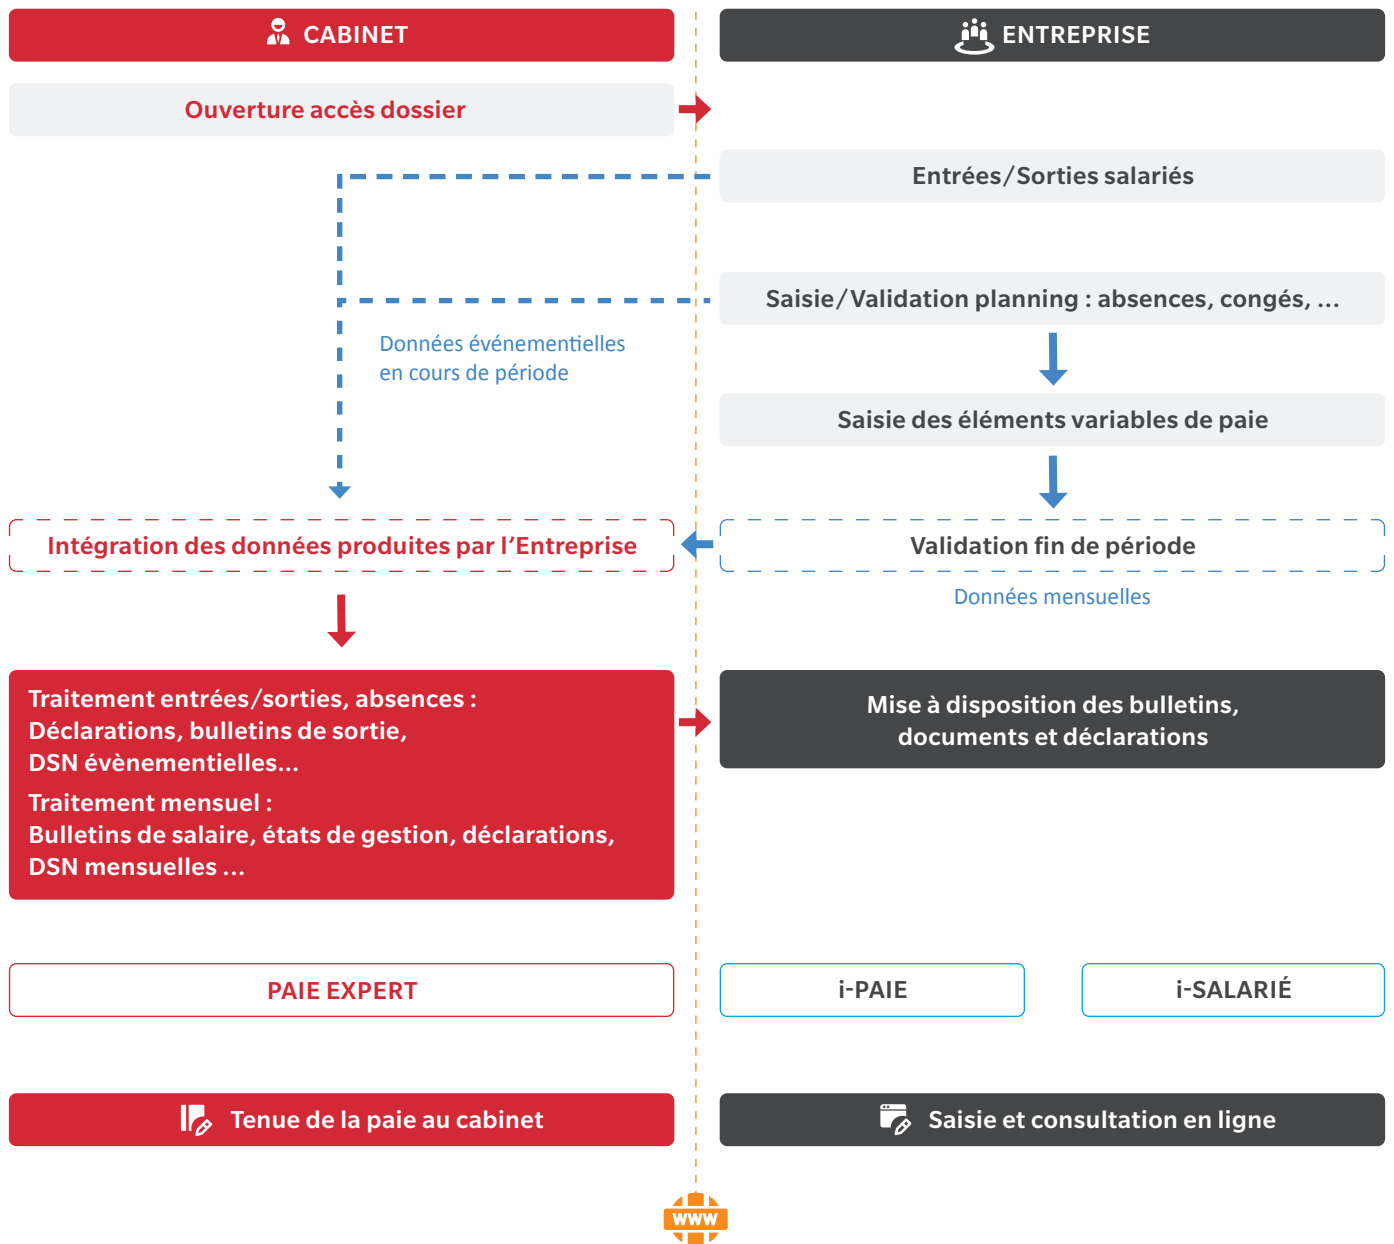 CABINET
ENTREPRISE
Ouverture accès dossier
Entrées/Sorties salariés
Saisie/Validation planning : absences, congés, ...
Données événementielles
en cours de période
Saisie des éléments variables de paie
Intégration des données produites par l’Entreprise
Validation fin de période
Données mensuelles
Traitement entrées/sorties, absences :
Déclarations, bulletins de sortie,
DSN évènementielles...
Traitement mensuel :
Bulletins de salaire, états de gestion, déclarations,
DSN mensuelles ...
Mise à disposition des bulletins,
documents et déclarations
PAIE EXPERT
i-PAIE
i-SALARIÉ
Tenue de la paie au cabinet
Saisie et consultation en ligne
www